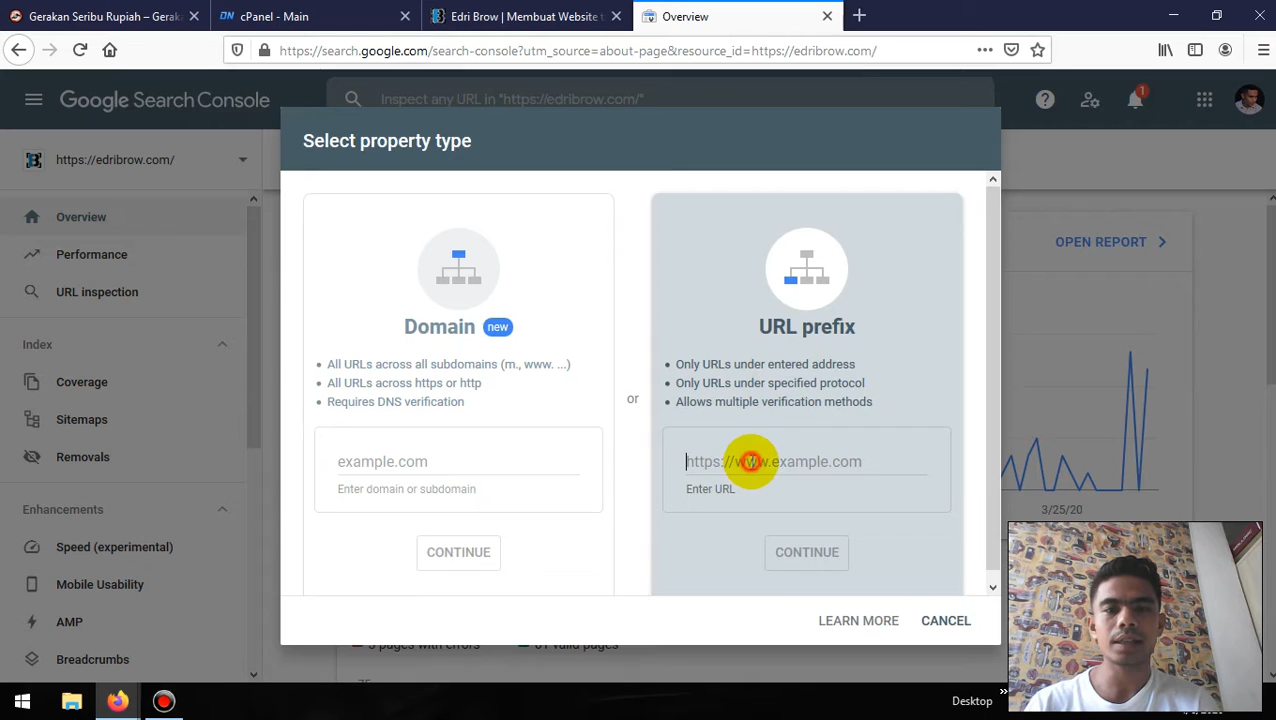 Gerakan Seribu Rupiah – Gerak
cPanel - Main
Edri Brow | Membuat Website t
Overview
https://search.google.com/search-console?utm_source=about-page&resource_id=https://edribrow.com/
Google Search Console
Inspect any URL in "https://edribrow.com/"
1
https://edribrow.com/
Overview
Performance
URL inspection
Index
Coverage
Sitemaps
Removals
Enhancements
Speed (experimental)
Mobile Usability
AMP
Breadcrumbs
Select property type
Domain new
All URLs across all subdomains (m., www. ...)
All URLs across https or http
Requires DNS verification
example.com
Enter domain or subdomain
CONTINUE
or
URL prefix
Only URLs under entered address
Only URLs under specified protocol
Allows multiple verification methods
https://www.example.com
Enter URL
CONTINUE
LEARN MORE
CANCEL
OPEN REPORT
3/25/20
Desktop